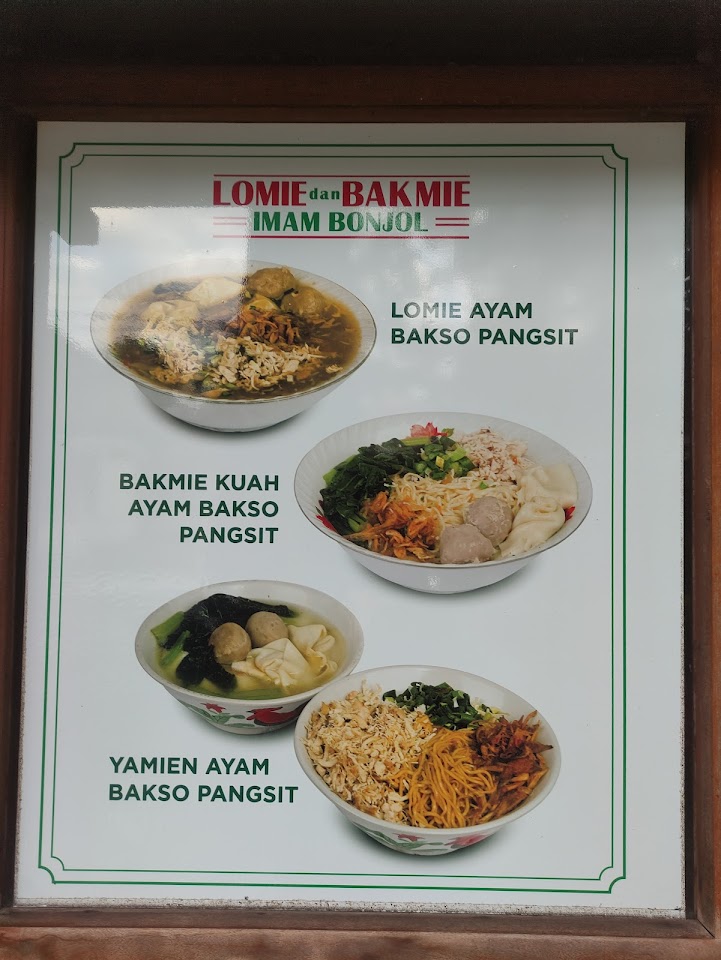 LOMIE dan BAKMIE
IMAM BONJOL
LOMIE AYAM
BAKSO PANGSIT
BAKMIE KUAH
AYAM BAKSO
PANGSIT
YAMIEN AYAM
BAKSO PANGSIT